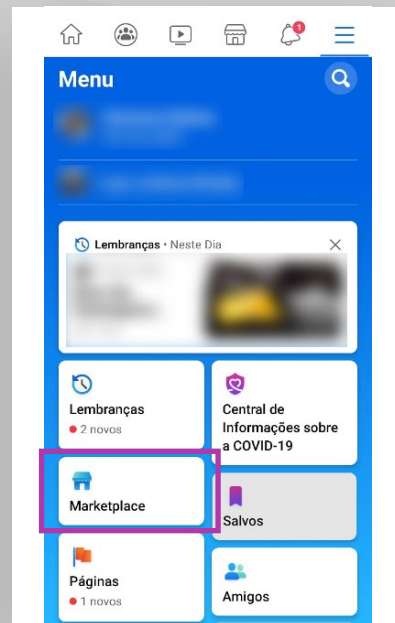 1
Menu
Lembranças • Neste Dia
Lembranças
2 novos
Central de
Informações sobre
a COVID-19
Marketplace
Salvos
Páginas
1 novos
Amigos